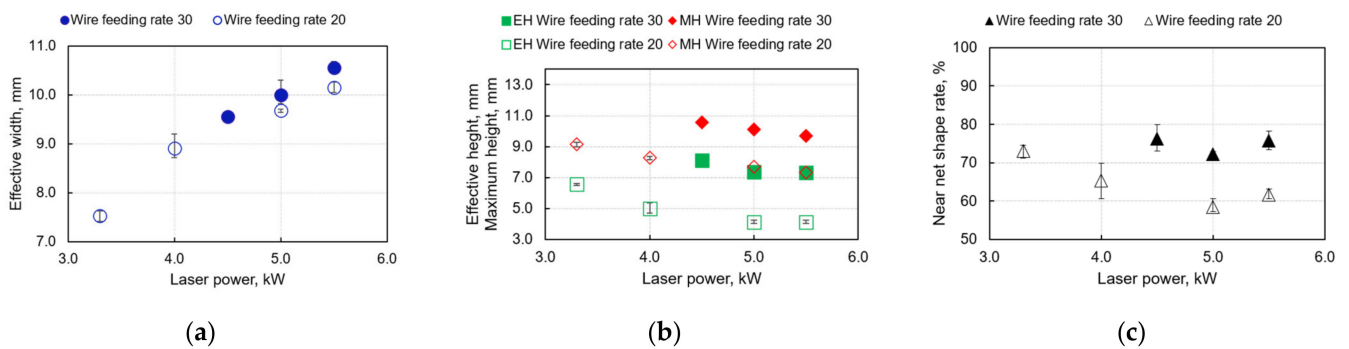 Wire feeding rate 30 Wire feeding rate 20
11.0
10.0
9.0
8.0
7.0
3.0 4.0 5.0 6.0
Effective width, mm
Laser power, kW
(a)
EH Wire feeding rate 30 MH Wire feeding rate 30
EH Wire feeding rate 20 MH Wire feeding rate 20
13.0
11.0
9.0
7.0
5.0
3.0
3.0 4.0 5.0 6.0
Effective heght, mm
Maximum height, mm
Laser power, kW
(b)
Wire feeding rate 30 Wire feeding rate 20
100
90
80
70
60
50
3.0 4.0 5.0 6.0
Near net shape rate, %
Laser power, kW
(c)